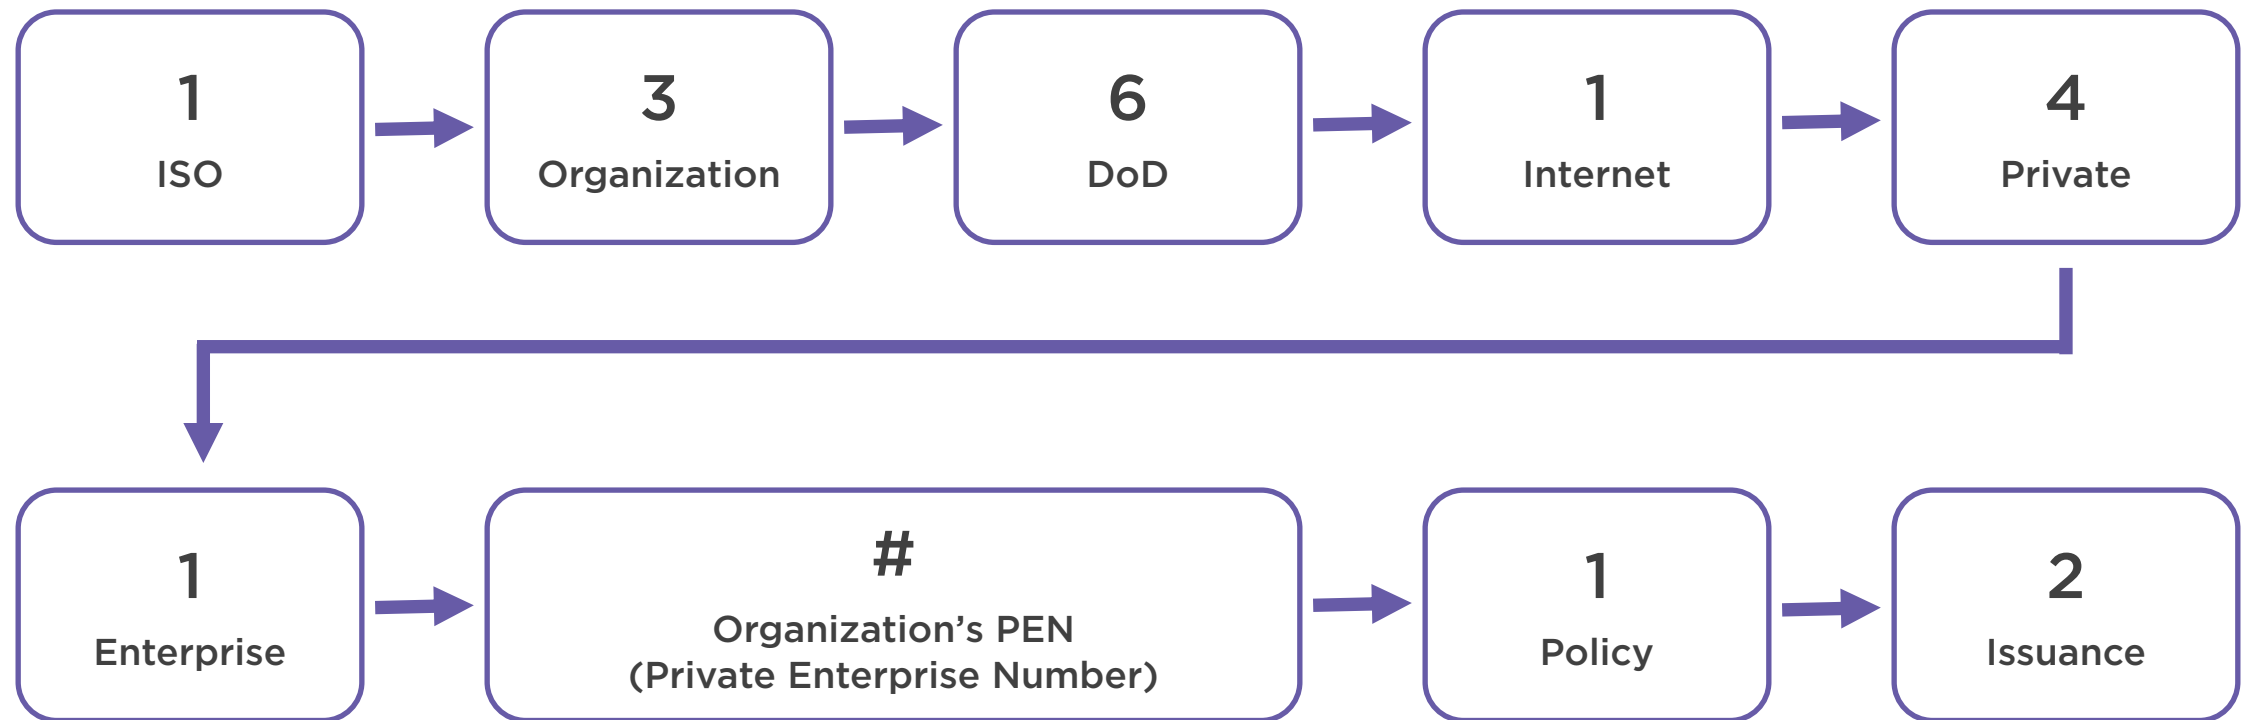 1
ISO
3
Organization
6
DoD
1
Internet
4
Private
1
Enterprise
#
Organization’s PEN
(Private Enterprise Number)
1
Policy
2
Issuance